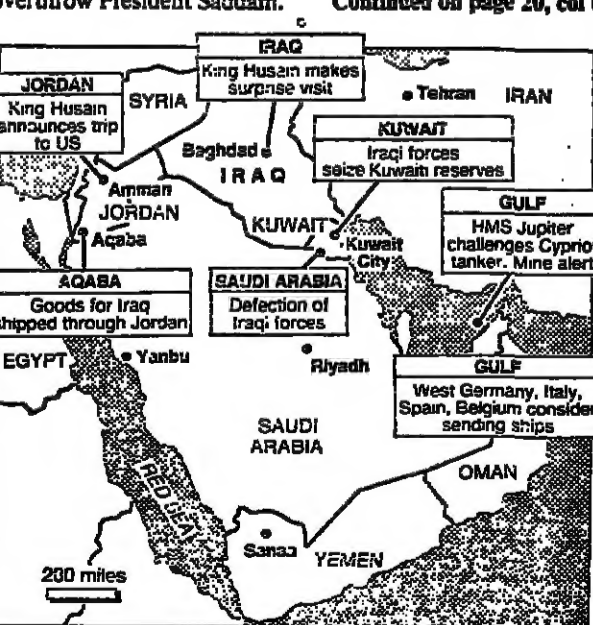 overthrow President Saddam.
Continued on page 20, col
IRAQ
King Husain makes
surprise visit
JORDAN
King Husain
announces trip
to US
SYRIA
Tehran
IRAN
KUWAIT
Iraqi forces
seize Kuwaiti reserves
Baghdad
IRAQ
Amman
JORDAN
Aqaba
KUWAIT
Kuwait
City
GULF
HMS Jupiter
challenges Cypriot
tanker. Mine alert
AQABA
Goods for Iraq
shipped through Jordan
SAUDI ARABIA
Defection of
Iraqi forces
EGYPT
Yanbu
Riyadh
GULF
West Germany, Italy,
Spain, Belgium consider
sending ships
SAUDI
ARABIA
OMAN
RED SEA
Sanaa
YEMEN
200 miles